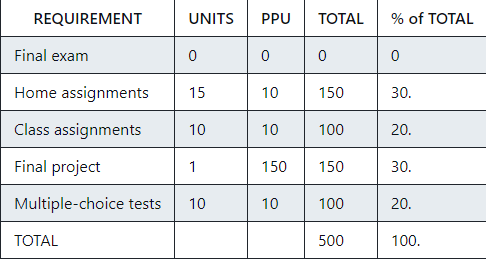 REQUIREMENT UNITS PPU TOTAL % of TOTAL
Final exam 0 0 0 0
Home assignments 15 10 150 30.
Class assignments 10 10 100 20.
Final project 1 150 150 30.
Multiple-choice tests 10 10 100 20.
TOTAL 500 100.